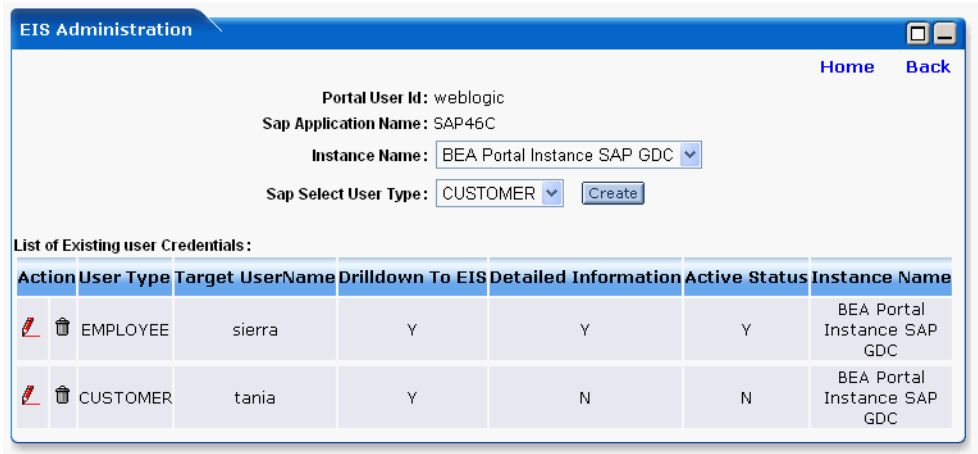 EIS Administration
Home Back
Portal User Id: weblogic
Sap Application Name: SAP46C
Instance Name: BEA Portal Instance SAP GDC
Sap Select User Type: CUSTOMER Create
List of Existing user Credentials:
Action User Type Target UserName Drilldown To EIS Detailed Information Active Status Instance Name
EMPLOYEE sierra Y Y Y BEA Portal
Instance SAP
GDC
CUSTOMER tania Y N N BEA Portal
Instance SAP
GDC